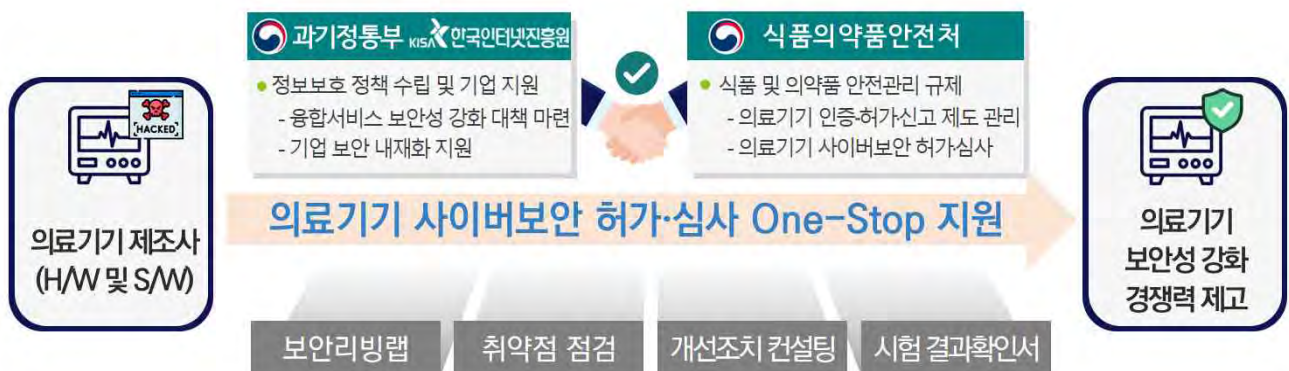 과기정통부 KISA 한국인터넷진흥원
• 정보보호 정책 수립 및 기업 지원
- 융합서비스 보안성 강화 대책 마련
- 기업 보안 내재화 지원
식품의약품안전처
• 식품 및 의약품 안전관리 규제
- 의료기기 인증·허가·신고 제도 관리
- 의료기기 사이버보안 허가·심사
HACKED
의료기기 제조사
(H/W 및 S/W)
의료기기 사이버보안 허가·심사 One-Stop 지원
의료기기
보안성 강화
경쟁력 제고
보안리빙랩
취약점 점검
개선조치 컨설팅
시험 결과확인서